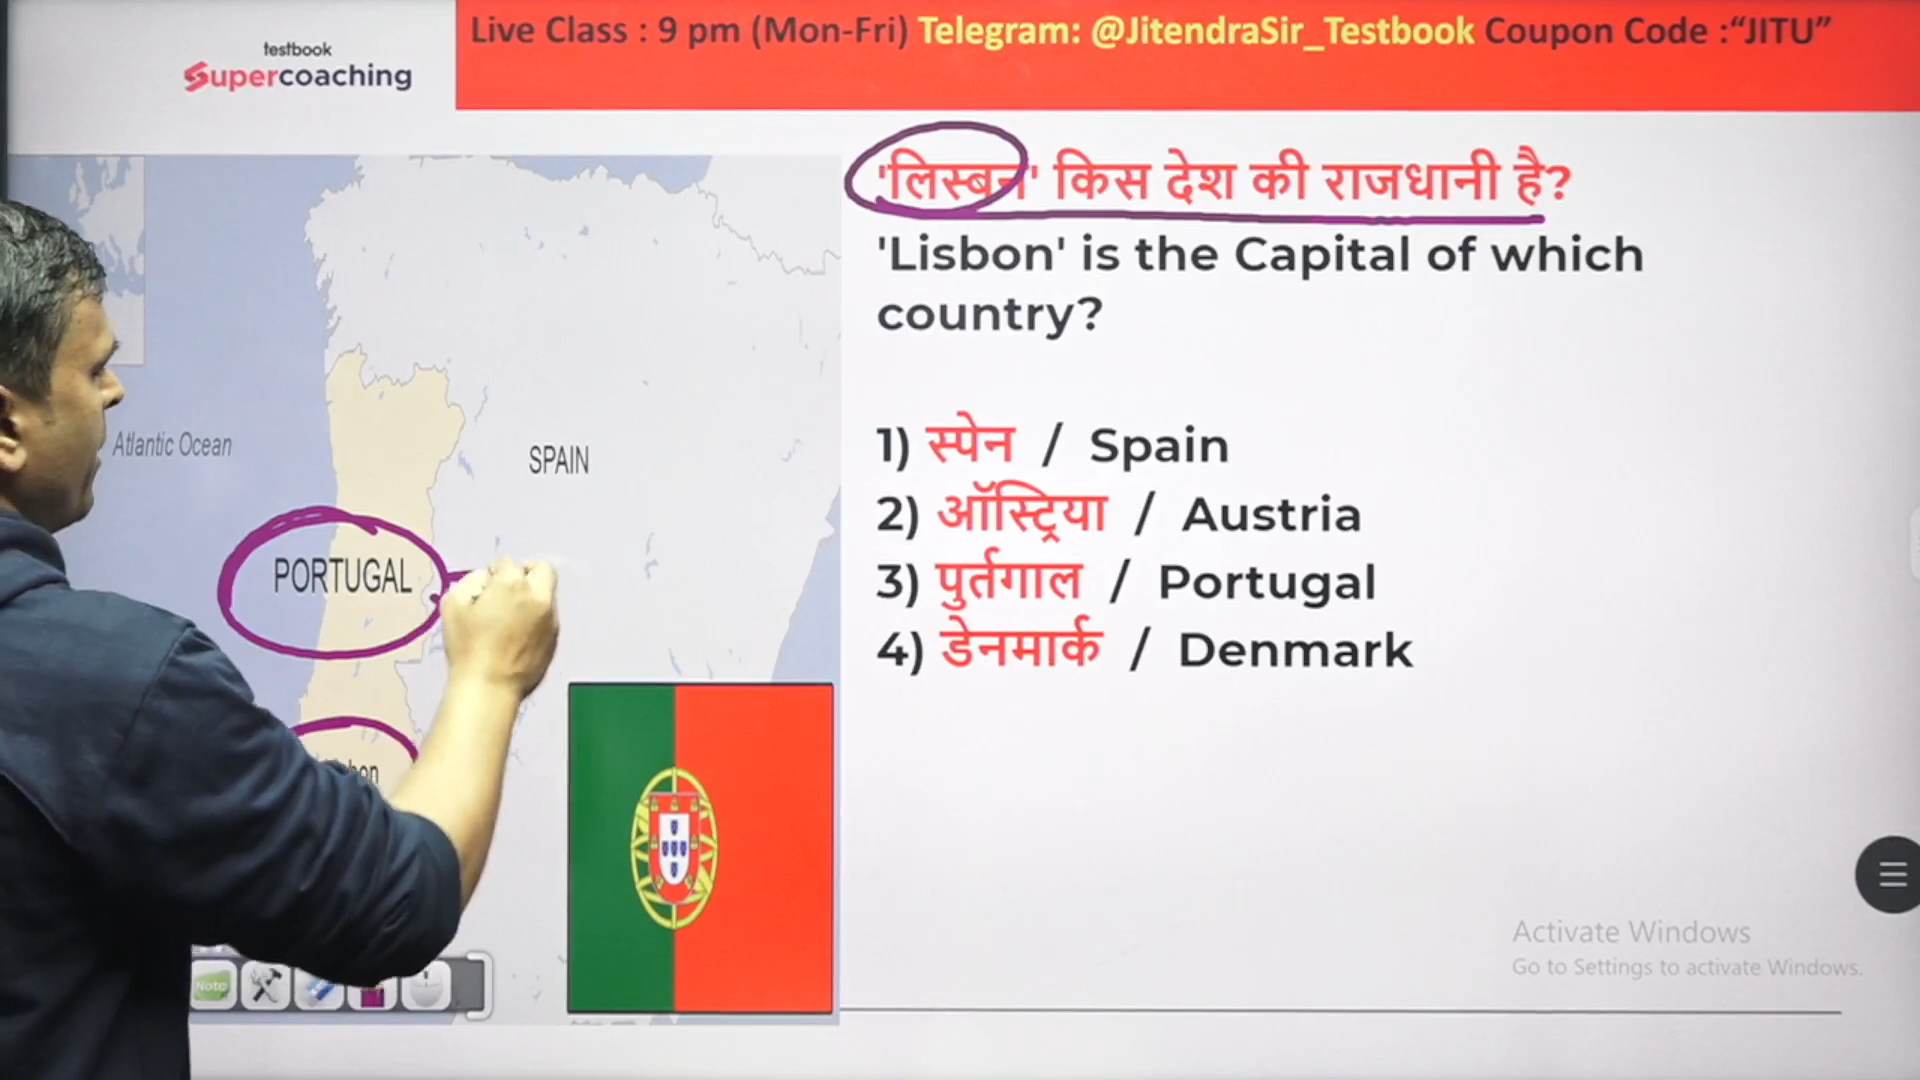 Live Class : 9 pm (Mon-Fri) Telegram: @JitendraSir_Testbook Coupon Code :“JITU”
testbook
Supercoaching
'लिस्बन' किस देश की राजधानी है?
'Lisbon' is the Capital of which
country?
Atlantic Ocean
SPAIN
PORTUGAL
1) स्पेन / Spain
2) ऑस्ट्रिया / Austria
3) पुर्तगाल / Portugal
4) डेनमार्क / Denmark
Note
Activate Windows
Go to Settings to activate Windows.